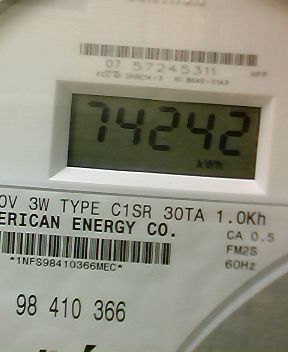 07 57245311
74242
kWh
0V 3W TYPE C1SR 30TA 1.0Kh
ERICAN ENERGY CO.
CA 0.5
FM2S
*1NFS98410366MEC*
60Hz
98 410 366